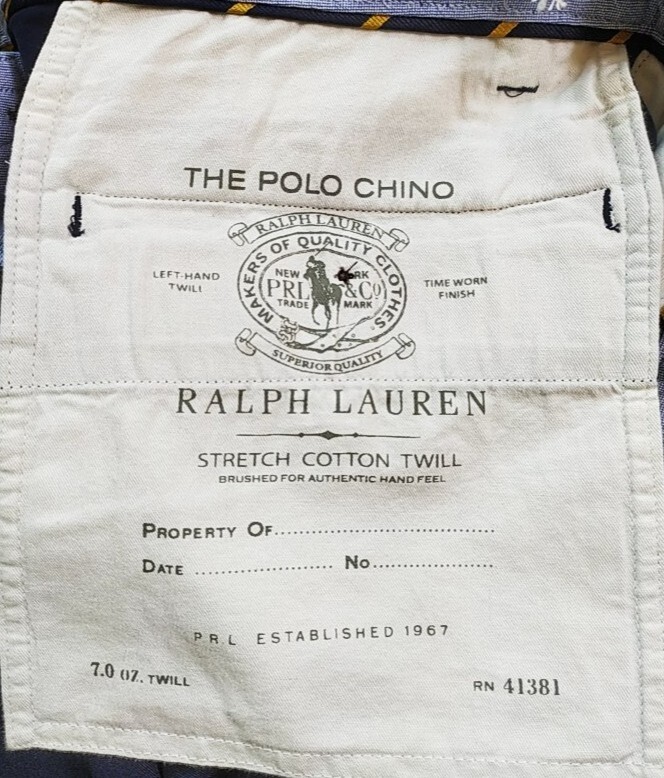 THE POLO CHINO
RALPH LAUREN
MAKERS OF QUALITY CLOTHES
LEFT-HAND
TWILL
NEW
PRL & Co
TRADE MARK
TIME WORN
FINISH
SUPERIOR QUALITY
RALPH LAUREN
STRETCH COTTON TWILL
BRUSHED FOR AUTHENTIC HAND FEEL
PROPERTY OF................................
DATE .................... No..................
P.R.L ESTABLISHED 1967
7.0 OZ. TWILL
RN 41381